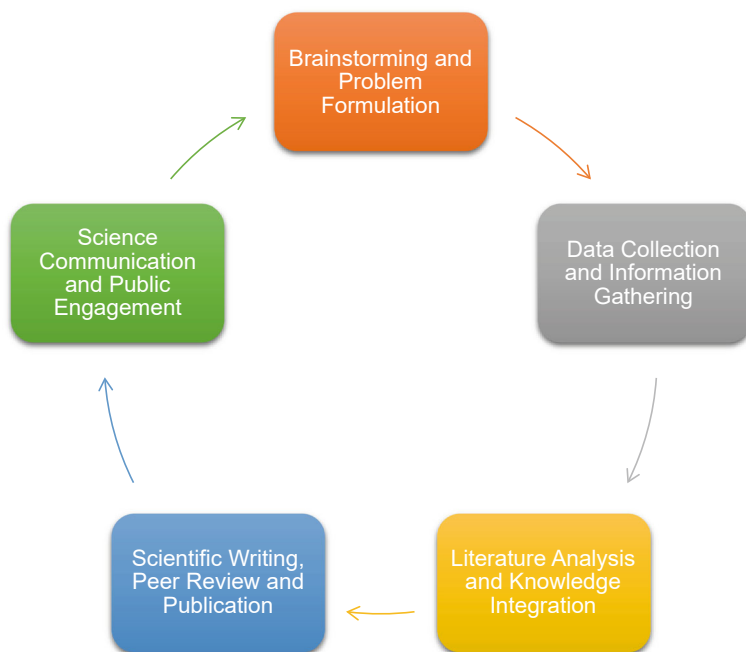 Brainstorming and
Problem
Formulation
Data Collection
and Information
Gathering
Literature Analysis
and Knowledge
Integration
Scientific Writing,
Peer Review and
Publication
Science
Communication
and Public
Engagement